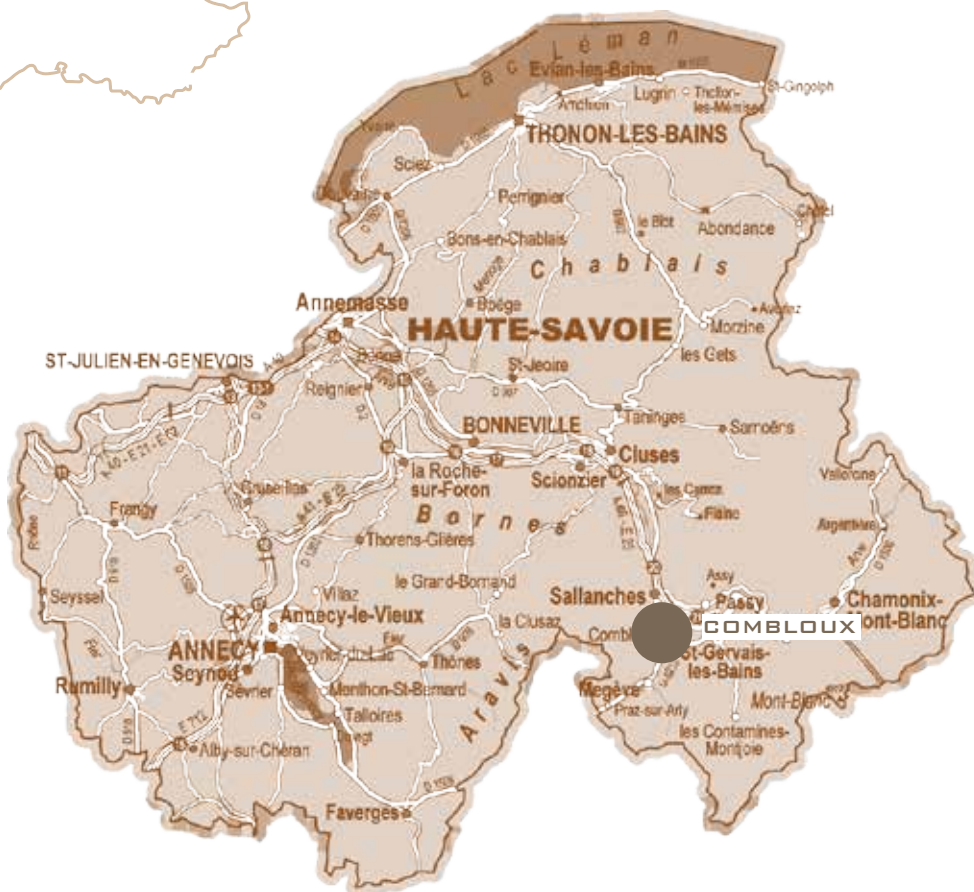 Lac Léman
Evian-les-Bains
Lugrin
Thollon-
les-Mémises
St-Gingolph
THONON-LES-BAINS
Sciez
Perrignier
le Biot
Abondance
Bons-en-Chablais
Chablais
Boëge
Avoriaz
Annemasse
HAUTE-SAVOIE
Morzine
les Gets
ST-JULIEN-EN-GENEVOIS
St-Jeoire
Reignier
Taninges
BONNEVILLE
Samoëns
Cluses
la Roche-
sur-Foron
Scionzier
Vallorcine
les Carroz
Flaine
Cruseilles
Frangy
Bornes
Argentière
Thorens-Glières
Seyssel
Villaz
le Grand-Bornand
Assy
Sallanches
Passy
Annecy-le-Vieux
la Clusaz
Chamonix-
COMBLOUX
ont-Blanc
ANNECY
St-Gervais-
les-Bains
Seynod
Thônes
Aravis
Rumilly
Sévrier
Menthon-St-Bernard
Megève
Mont-Blanc
Talloires
Praz-sur-Arly
les Contamines-
Montjoie
Alby-sur-Chéran
Faverges